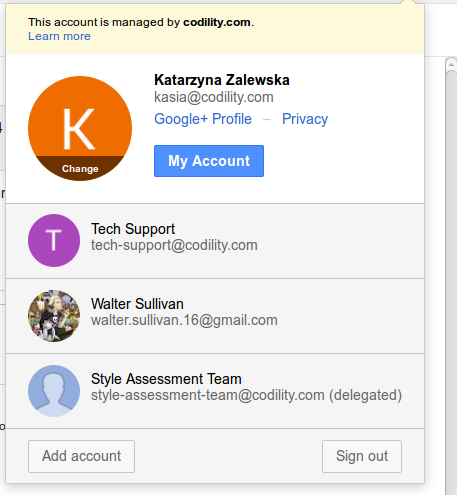 This account is managed by codility.com.
Learn more
K
Change
Katarzyna Zalewska
kasia@codility.com
Google+ Profile – Privacy
My Account
T
Tech Support
tech-support@codility.com
Walter Sullivan
walter.sullivan.16@gmail.com
Style Assessment Team
style-assessment-team@codility.com (delegated)
Add account
Sign out